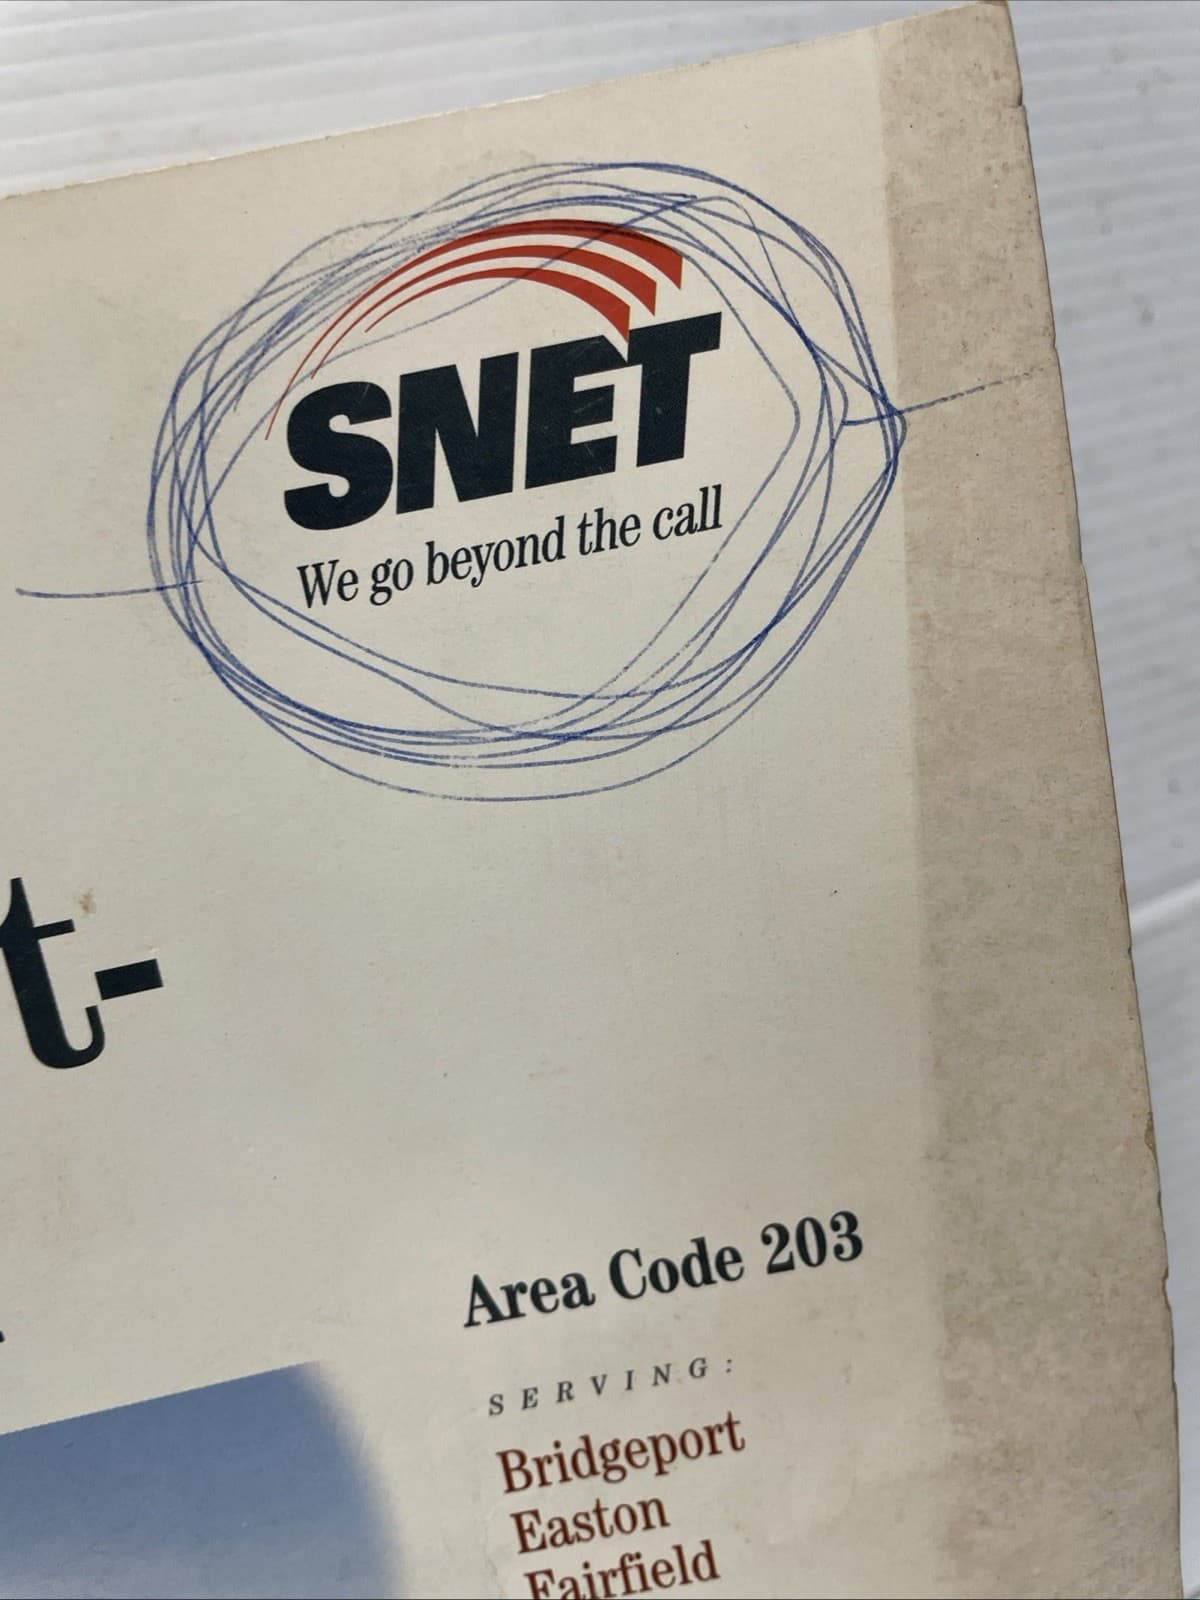 SNET
We go beyond the call
t-
Area Code 203
SERVING:
Bridgeport
Easton
Fairfield